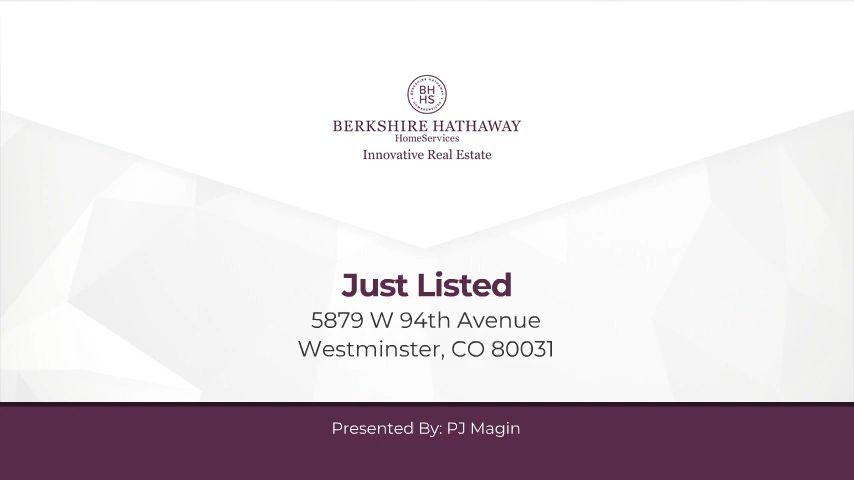 BH
HS
BERKSHIRE HATHAWAY
HomeServices
Innovative Real Estate
Just Listed
5879 W 94th Avenue
Westminster, CO 80031
Presented By: PJ Magin